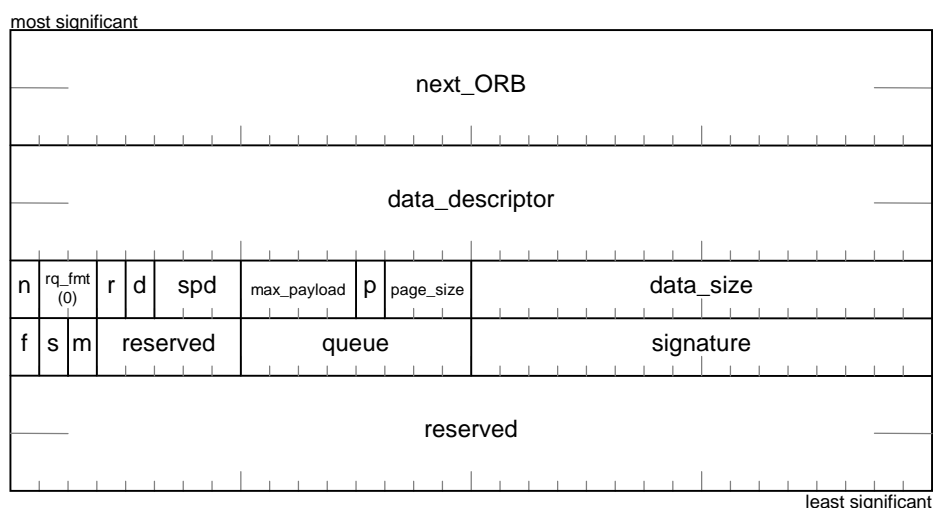 most significant
next_ORB
data_descriptor
n rq_fmt (0) r d spd max_payload p page_size data_size
f s m reserved queue signature
reserved
least significant